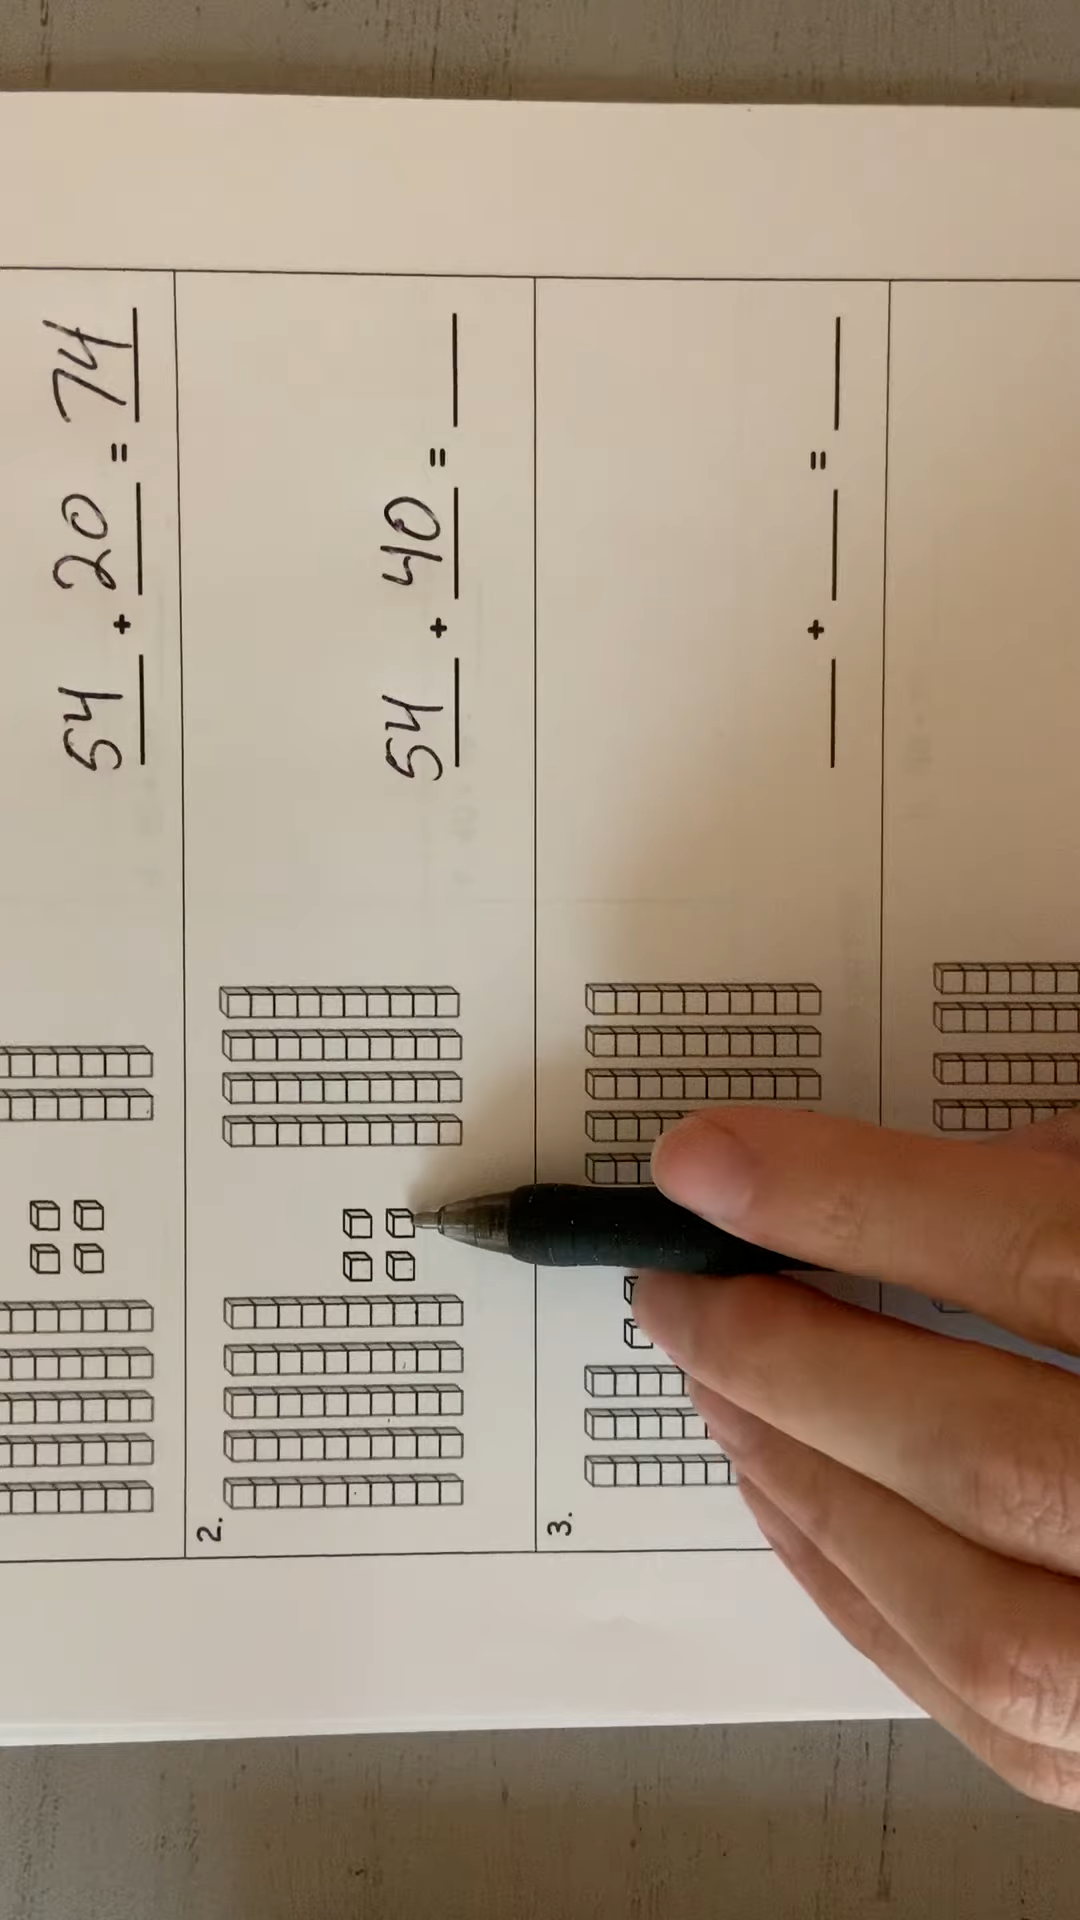 54 + 20 = 74
2. 54 + 40 = ___
3. ___ + ___ = ___